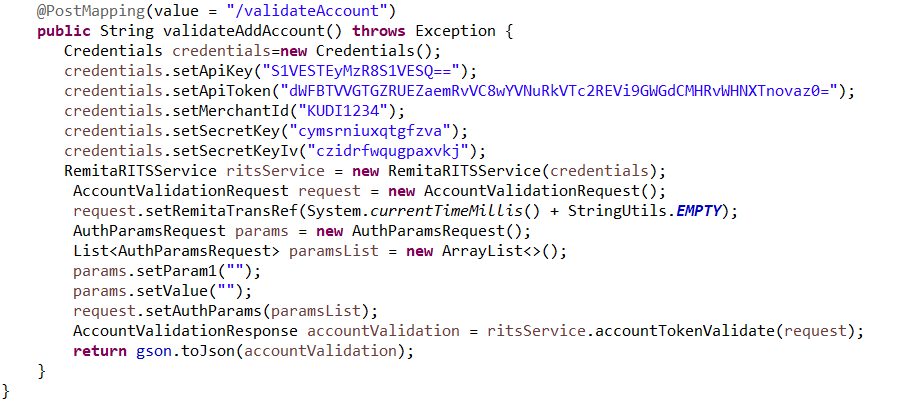 @PostMapping(value = "/validateAccount")
public String validateAddAccount() throws Exception {
Credentials credentials=new Credentials();
credentials.setApiKey("S1VESTEyMzR8S1VESQ==");
credentials.setApiToken("dWFBTVVGTGZRUEZaemRvVC8wYVNuRkVTc2REVi9GWGdCMHRvWHNXTnovaz0=");
credentials.setMerchantId("KUDI1234");
credentials.setSecretKey("cymsrniuxqtgfzva");
credentials.setSecretKeyIv("czidrfwqugpaxvkj");
RemitaRITSService ritsService = new RemitaRITSService(credentials);
AccountValidationRequest request = new AccountValidationRequest();
request.setRemitaTransRef(System.currentTimeMillis() + StringUtils.EMPTY);
AuthParamsRequest params = new AuthParamsRequest();
List<AuthParamsRequest> paramsList = new ArrayList<>();
params.setParam1("");
params.setValue("");
request.setAuthParams(paramsList);
AccountValidationResponse accountValidation = ritsService.accountTokenValidate(request);
return gson.toJson(accountValidation);
}
}